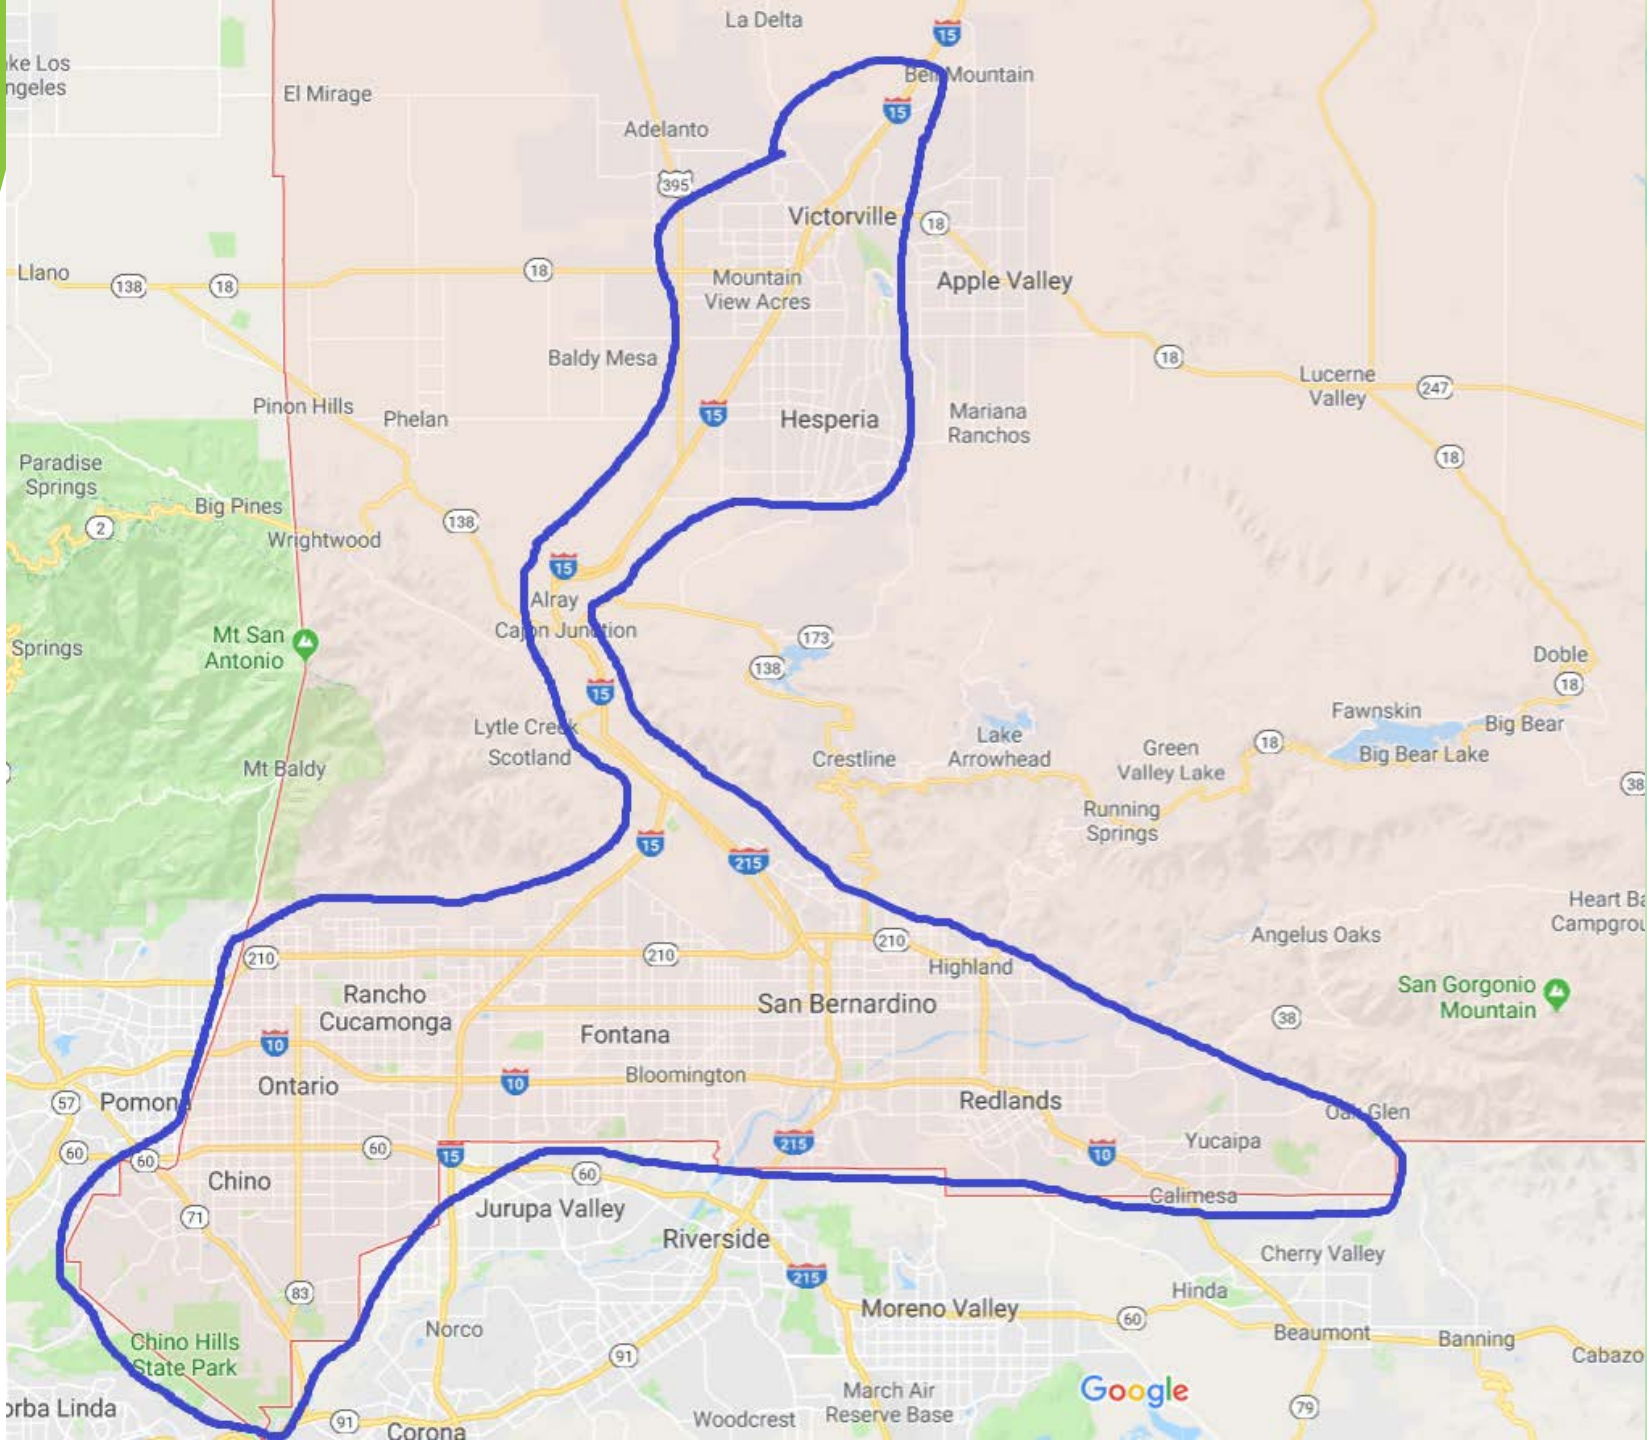 La Delta
15
ke Los
ngeles
Bell Mountain
El Mirage
15
Adelanto
395
Victorville
18
Llano
138
18
18
Mountain
View Acres
Apple Valley
Baldy Mesa
18
Lucerne
Valley
247
Pinon Hills
Phelan
15
Hesperia
Mariana
Ranchos
18
Paradise
Springs
Big Pines
2
Wrightwood
138
15
Alray
Cajon Junction
Mt San
Antonio
Springs
173
138
Doble
18
15
Lytle Creek
Scotland
Fawnskin
Big Bear
Lake
Arrowhead
Green
Valley Lake
18
Big Bear Lake
Crestline
Mt Baldy
38
Running
Springs
15
215
Heart Ba
Campgrou
Angelus Oaks
210
210
210
Highland
Rancho
Cucamonga
San Bernardino
San Gorgonio
Mountain
38
Fontana
10
Ontario
10
Bloomington
57
Pomona
Redlands
Oak Glen
60
60
60
15
215
10
Yucaipa
Chino
60
Calimesa
71
Jurupa Valley
Riverside
Cherry Valley
215
83
Hinda
Moreno Valley
60
Norco
Beaumont
Banning
Chino Hills
State Park
91
Cabazo
orba Linda
March Air
Reserve Base
Google
91
Corona
Woodcrest
79